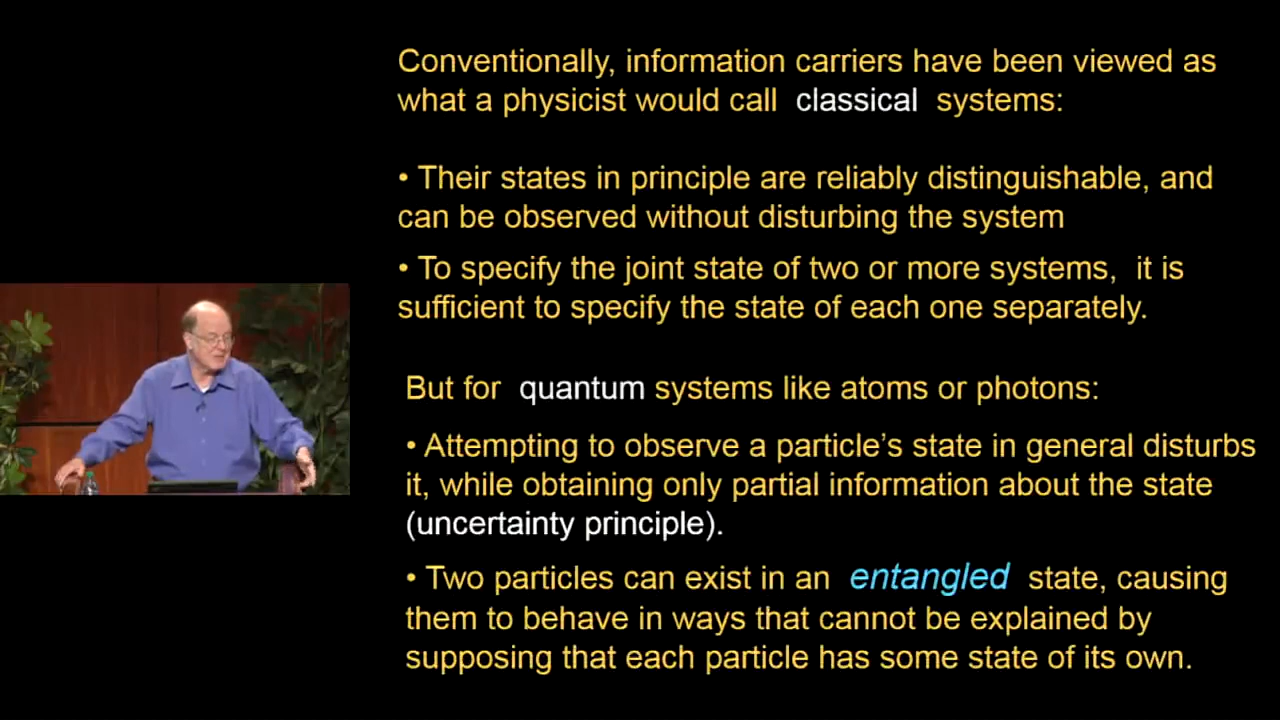 Conventionally, information carriers have been viewed as
what a physicist would call classical systems:
• Their states in principle are reliably distinguishable, and
can be observed without disturbing the system
• To specify the joint state of two or more systems, it is
sufficient to specify the state of each one separately.
But for quantum systems like atoms or photons:
• Attempting to observe a particle’s state in general disturbs
it, while obtaining only partial information about the state
(uncertainty principle).
• Two particles can exist in an entangled state, causing
them to behave in ways that cannot be explained by
supposing that each particle has some state of its own.